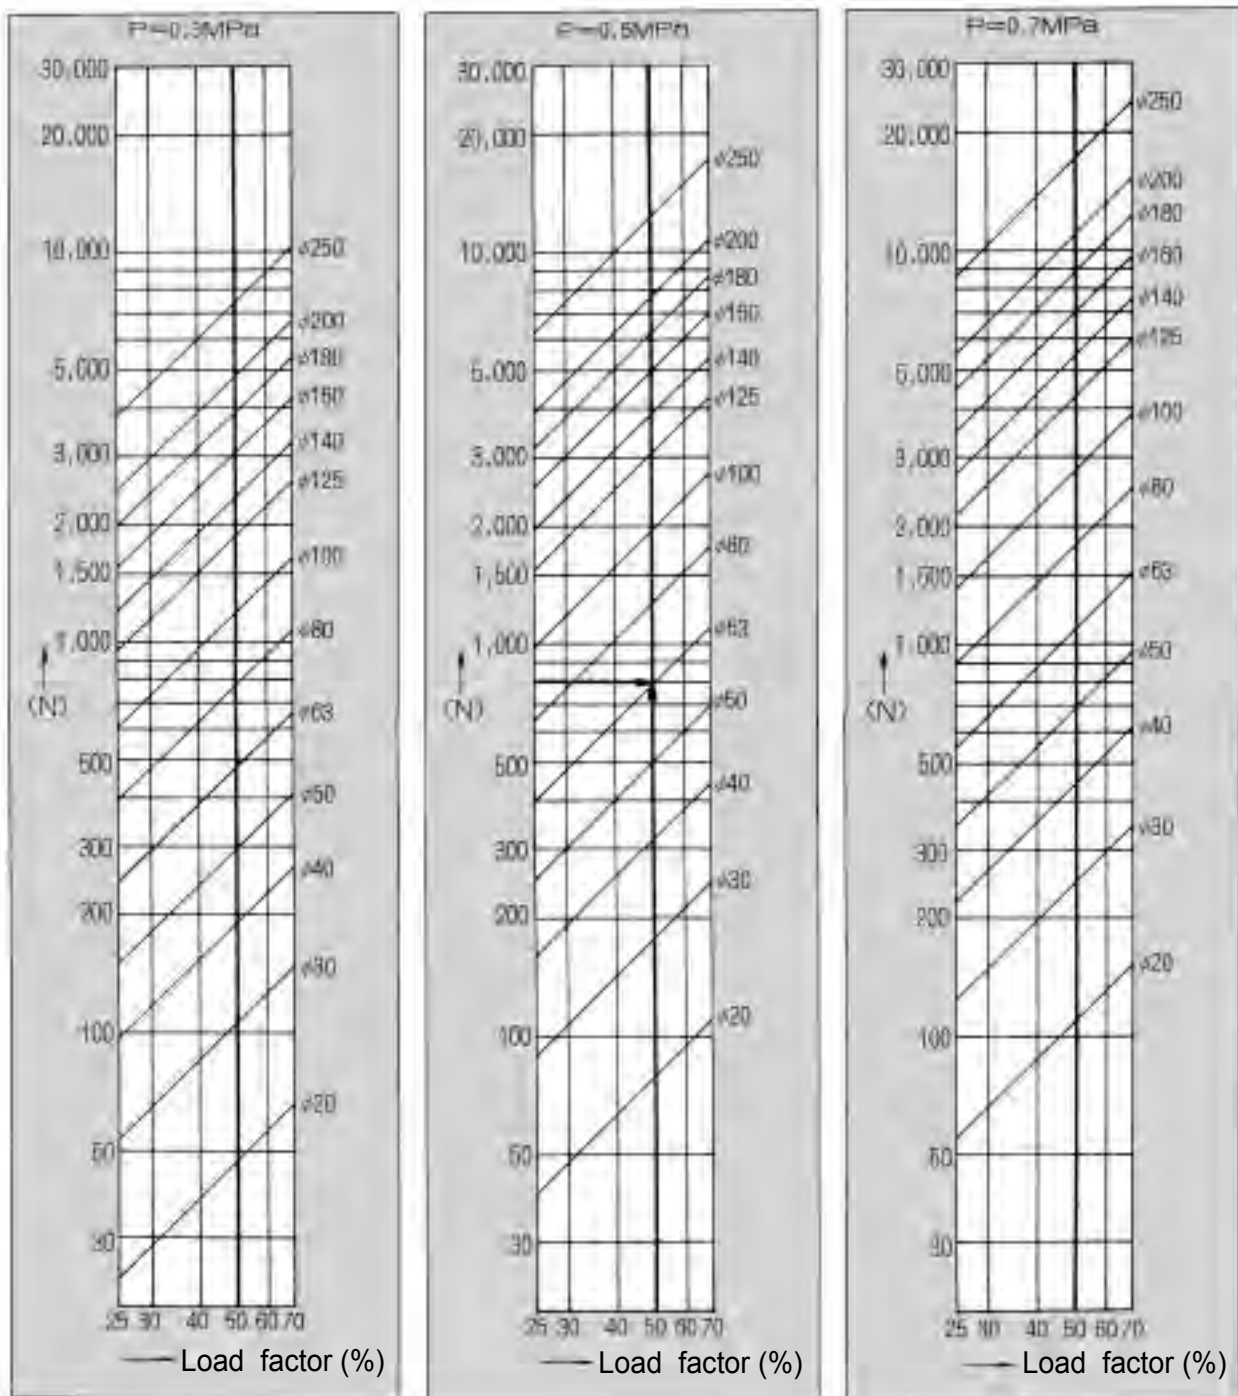 P=0.3MPa
30,000
20,000
10,000
5,000
3,000
2,000
1,500
1,000
(N)
500
300
200
100
50
30
ø250
ø200
ø180
ø160
ø140
ø125
ø100
ø80
ø63
ø50
ø40
ø30
ø20
25 30 40 50 60 70
Load factor (%)
P=0.5MPa
30,000
20,000
10,000
5,000
3,000
2,000
1,500
1,000
(N)
500
300
200
100
50
30
ø250
ø200
ø180
ø160
ø140
ø125
ø100
ø80
ø63
ø50
ø40
ø30
ø20
25 30 40 50 60 70
Load factor (%)
P=0.7MPa
30,000
20,000
10,000
5,000
3,000
2,000
1,500
1,000
(N)
500
300
200
100
50
30
ø250
ø200
ø180
ø160
ø140
ø125
ø100
ø80
ø63
ø50
ø40
ø30
ø20
25 30 40 50 60 70
Load factor (%)